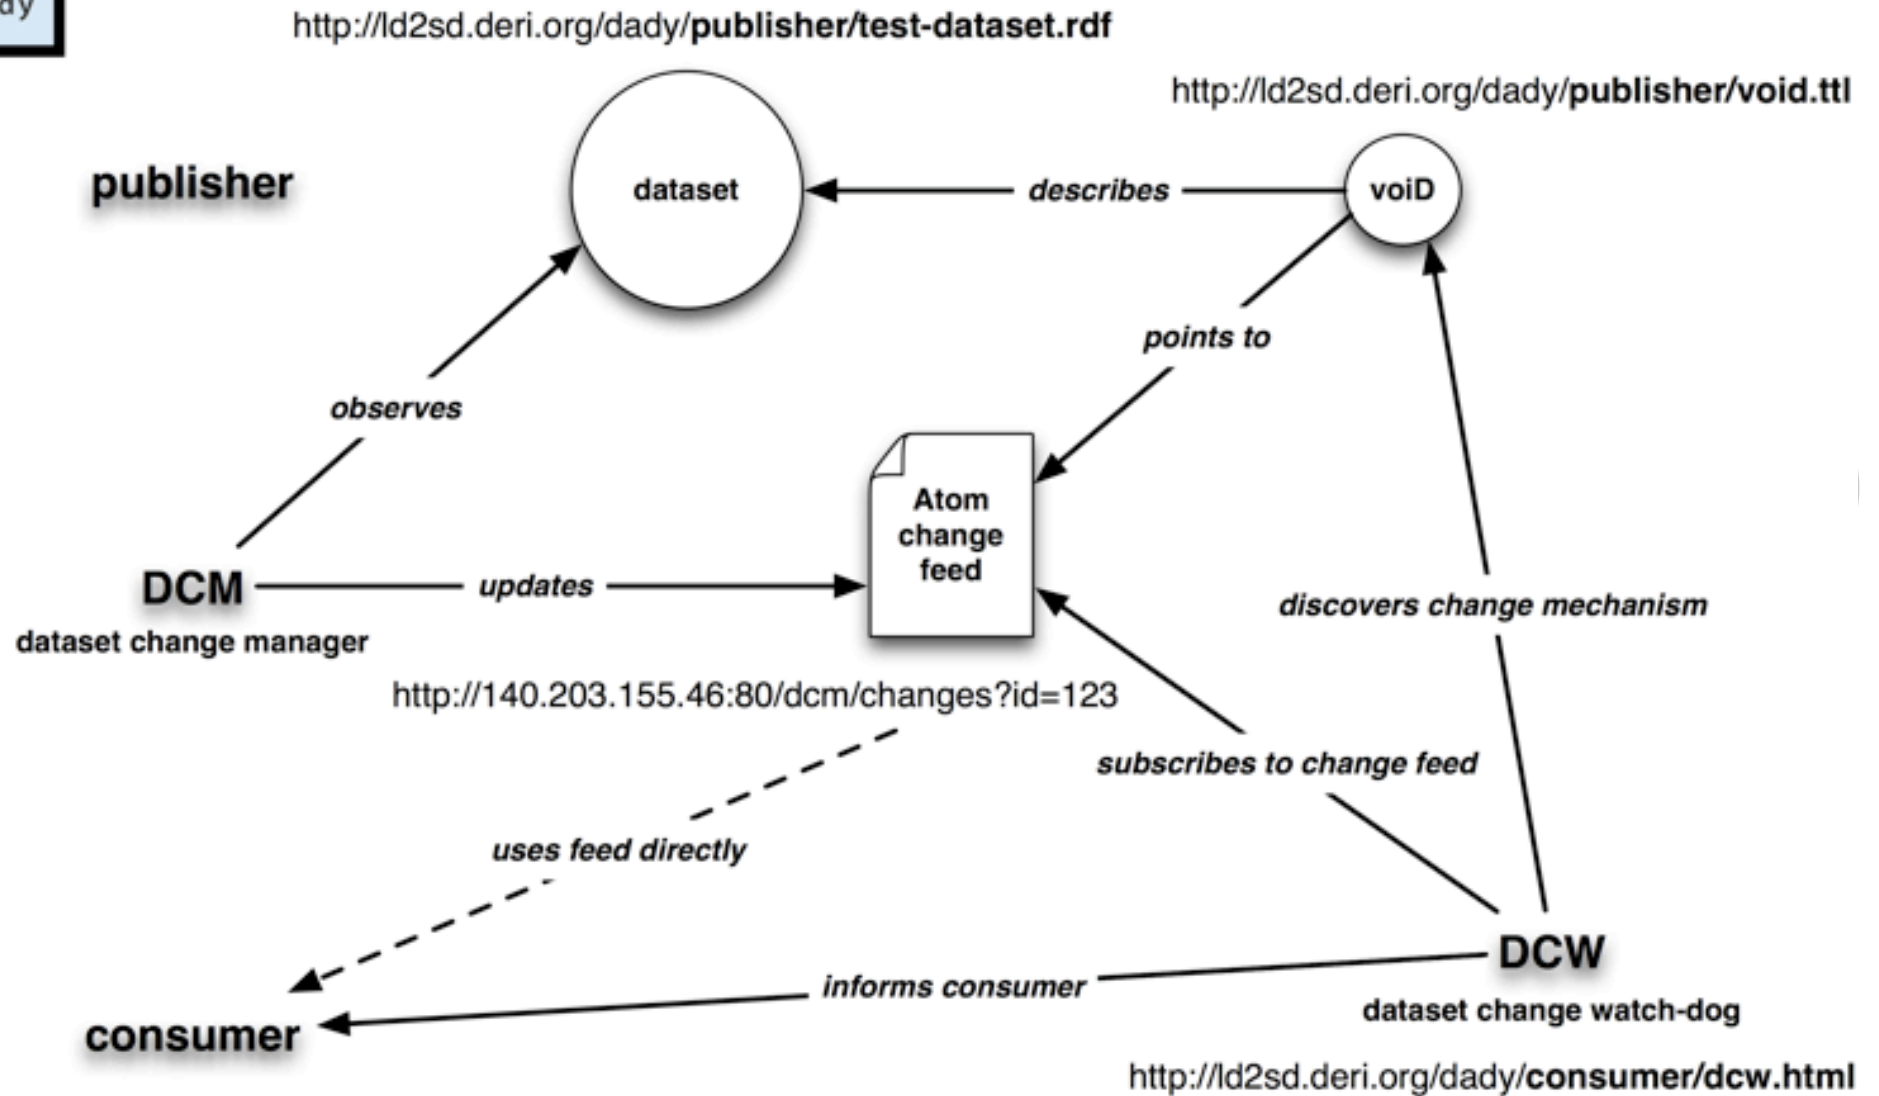 http://ld2sd.deri.org/dady/publisher/test-dataset.rdf
http://ld2sd.deri.org/dady/publisher/void.ttl
publisher
dataset
describes
voiD
points to
observes
Atom
change
feed
DCM
updates
dataset change manager
discovers change mechanism
http://140.203.155.46:80/dcm/changes?id=123
subscribes to change feed
uses feed directly
DCW
informs consumer
dataset change watch-dog
consumer
http://ld2sd.deri.org/dady/consumer/dcw.html